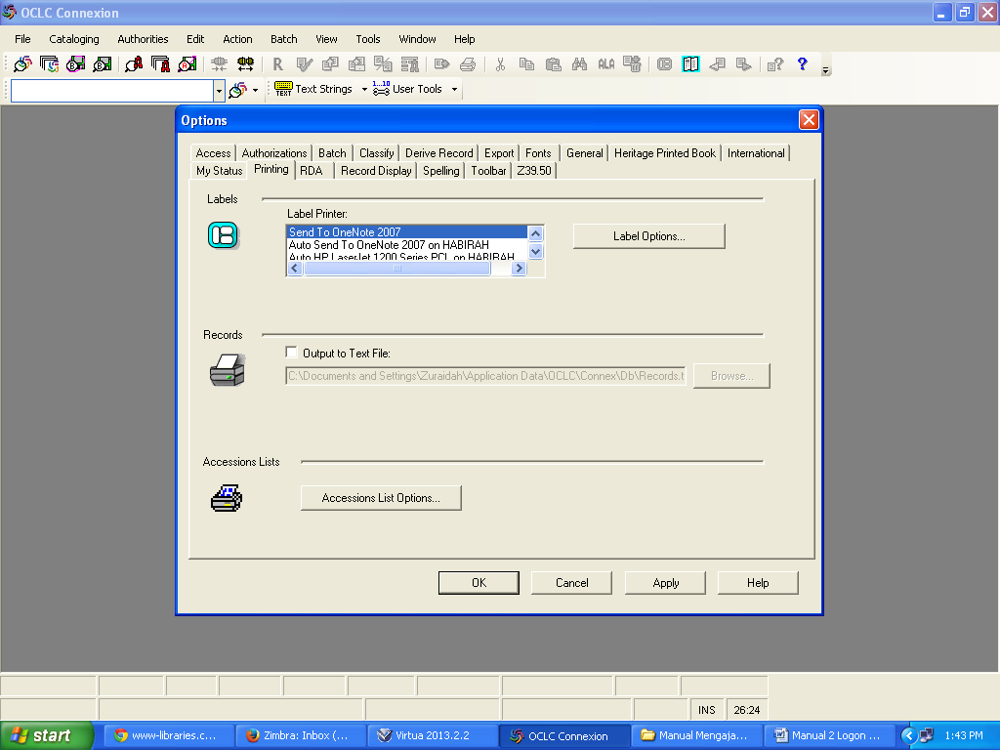 OCLC Connexion
File Cataloging Authorities Edit Action Batch View Tools Window Help
R ALA ?
TEXT Text Strings 1...10 User Tools
Options
Access Authorizations Batch Classify Derive Record Export Fonts General Heritage Printed Book International
My Status Printing RDA Record Display Spelling Toolbar Z39.50
Labels
Label Printer:
Send To OneNote 2007
Label Options...
Auto Send To OneNote 2007 on HABIRAH
Auto HP LaserJet 1200 Series PCL on HABIRAH
Records
Output to Text File:
C:\Documents and Settings\Zuraidah\Application Data\OCLC\Connex\Db\Records.t
Browse...
Accessions Lists
Accessions List Options...
OK Cancel Apply Help
INS 26:24
start www-libraries.c... Zimbra: Inbox (... Virtua 2013.2.2 OCLC Connexion Manual Mengaja... Manual 2 Logon ... 1:43 PM